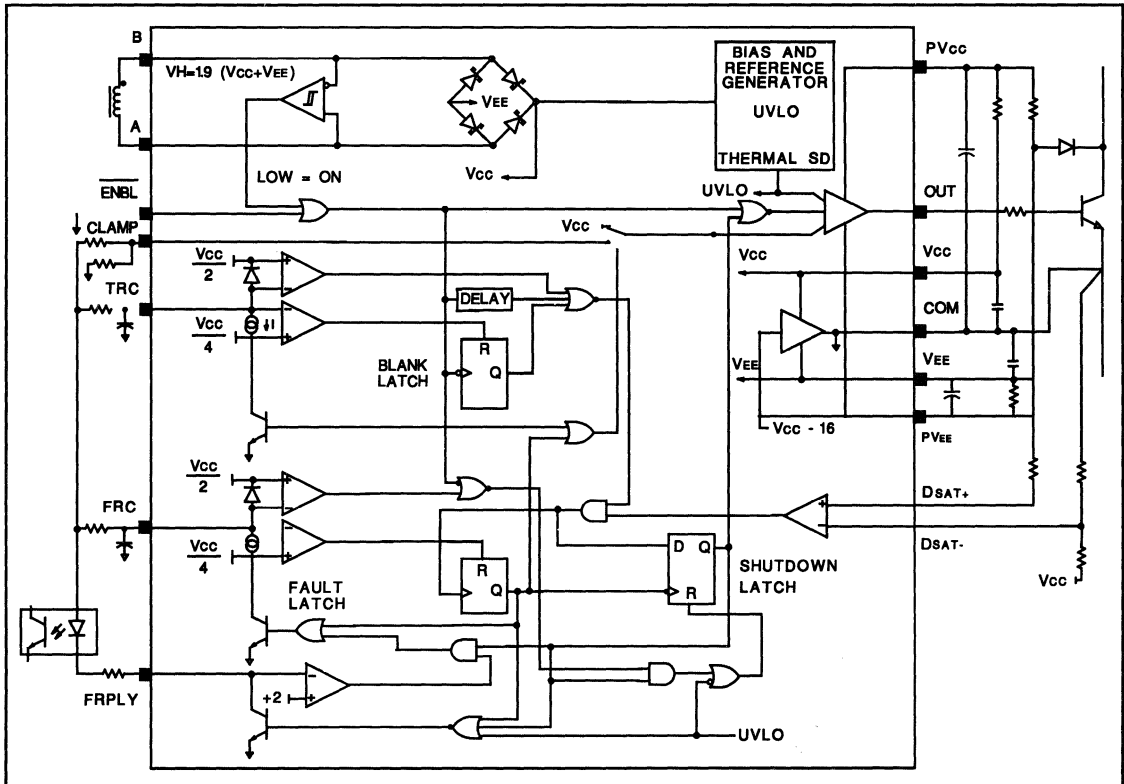 B
VH=1.9 (VCC+VEE)
A
VEE
VCC
BIAS AND
REFERENCE
GENERATOR
UVLO
THERMAL SD
PVCC
LOW = ON
ENBL
CLAMP
UVLO
VCC
OUT
VCC
VCC
COM
VEE
VEE
PVEE
VCC - 16
TRC
VCC
2
VCC
4
I
DELAY
BLANK
LATCH
R
Q
VCC
2
FRC
VCC
4
DSAT+
DSAT-
VCC
FAULT
LATCH
R
Q
D Q
R
SHUTDOWN
LATCH
FRPLY
+2
UVLO